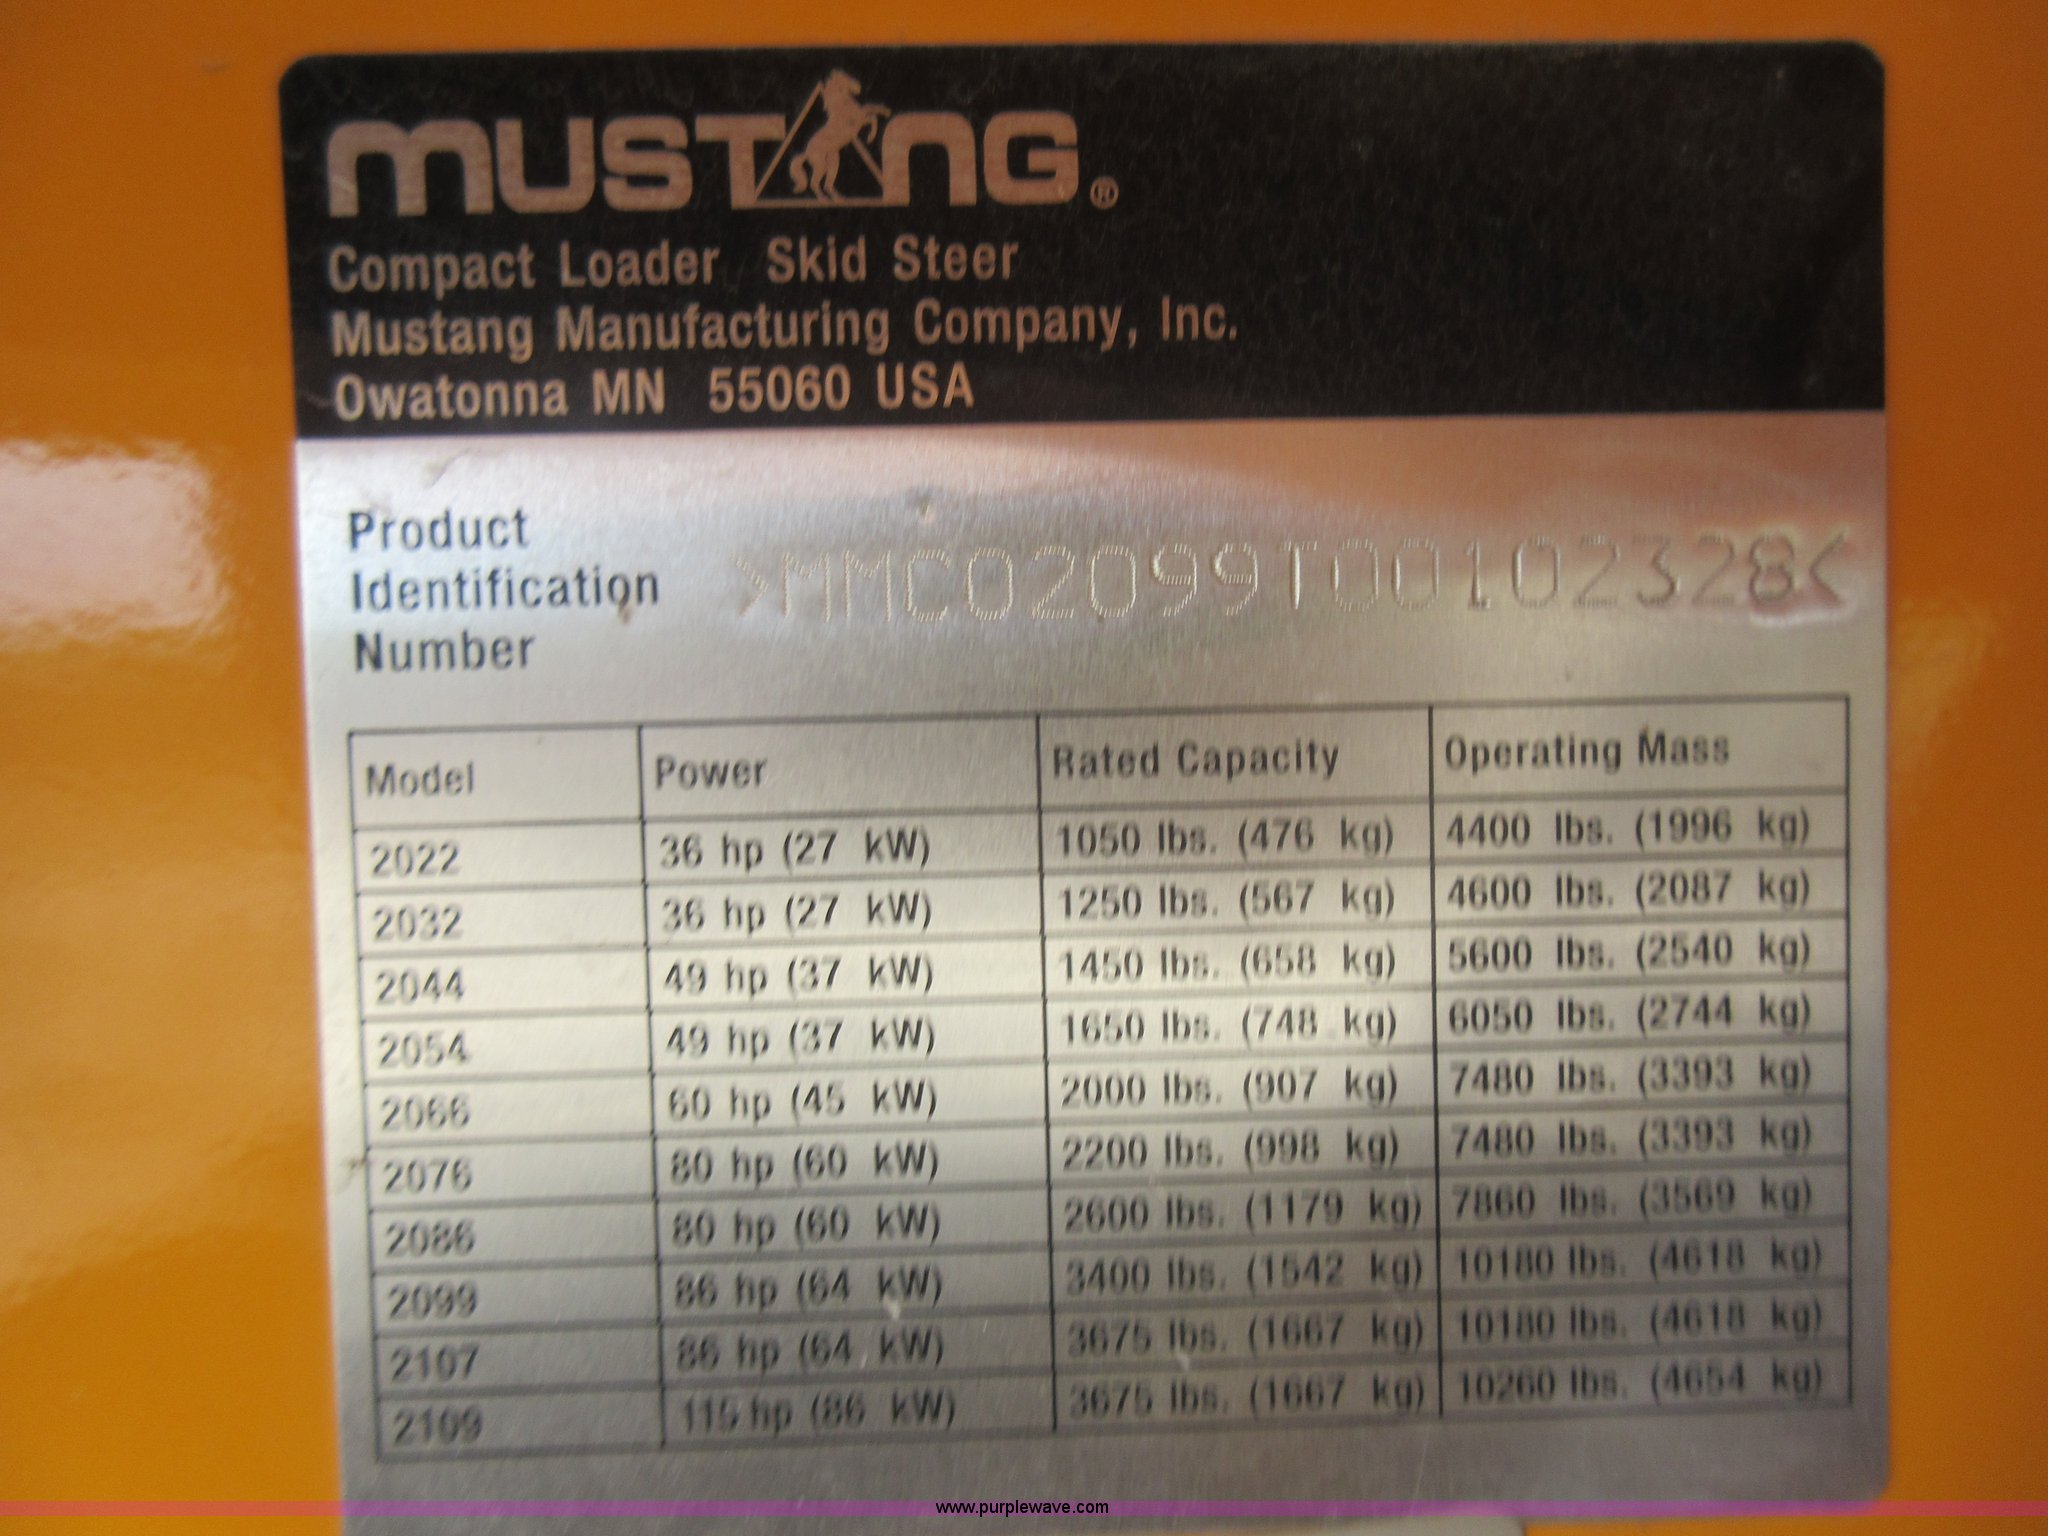 MUSTANG®
Compact Loader Skid Steer
Mustang Manufacturing Company, Inc.
Owatonna MN 55060 USA
Product
Identification
Number
>MMC02099T00102328<
Model Power Rated Capacity Operating Mass
2022 36 hp (27 kW) 1050 lbs. (476 kg) 4400 lbs. (1996 kg)
2032 36 hp (27 kW) 1250 lbs. (567 kg) 4600 lbs. (2087 kg)
2044 49 hp (37 kW) 1450 lbs. (658 kg) 5600 lbs. (2540 kg)
2054 49 hp (37 kW) 1650 lbs. (748 kg) 6050 lbs. (2744 kg)
2066 60 hp (45 kW) 2000 lbs. (907 kg) 7480 lbs. (3393 kg)
2076 80 hp (60 kW) 2200 lbs. (998 kg) 7480 lbs. (3393 kg)
2086 80 hp (60 kW) 2600 lbs. (1179 kg) 7860 lbs. (3569 kg)
2099 86 hp (64 kW) 3400 lbs. (1542 kg) 10180 lbs. (4618 kg)
2107 86 hp (64 kW) 3675 lbs. (1667 kg) 10180 lbs. (4618 kg)
2109 115 hp (86 kW) 3675 lbs. (1667 kg) 10260 lbs. (4654 kg)
www.purplewave.com